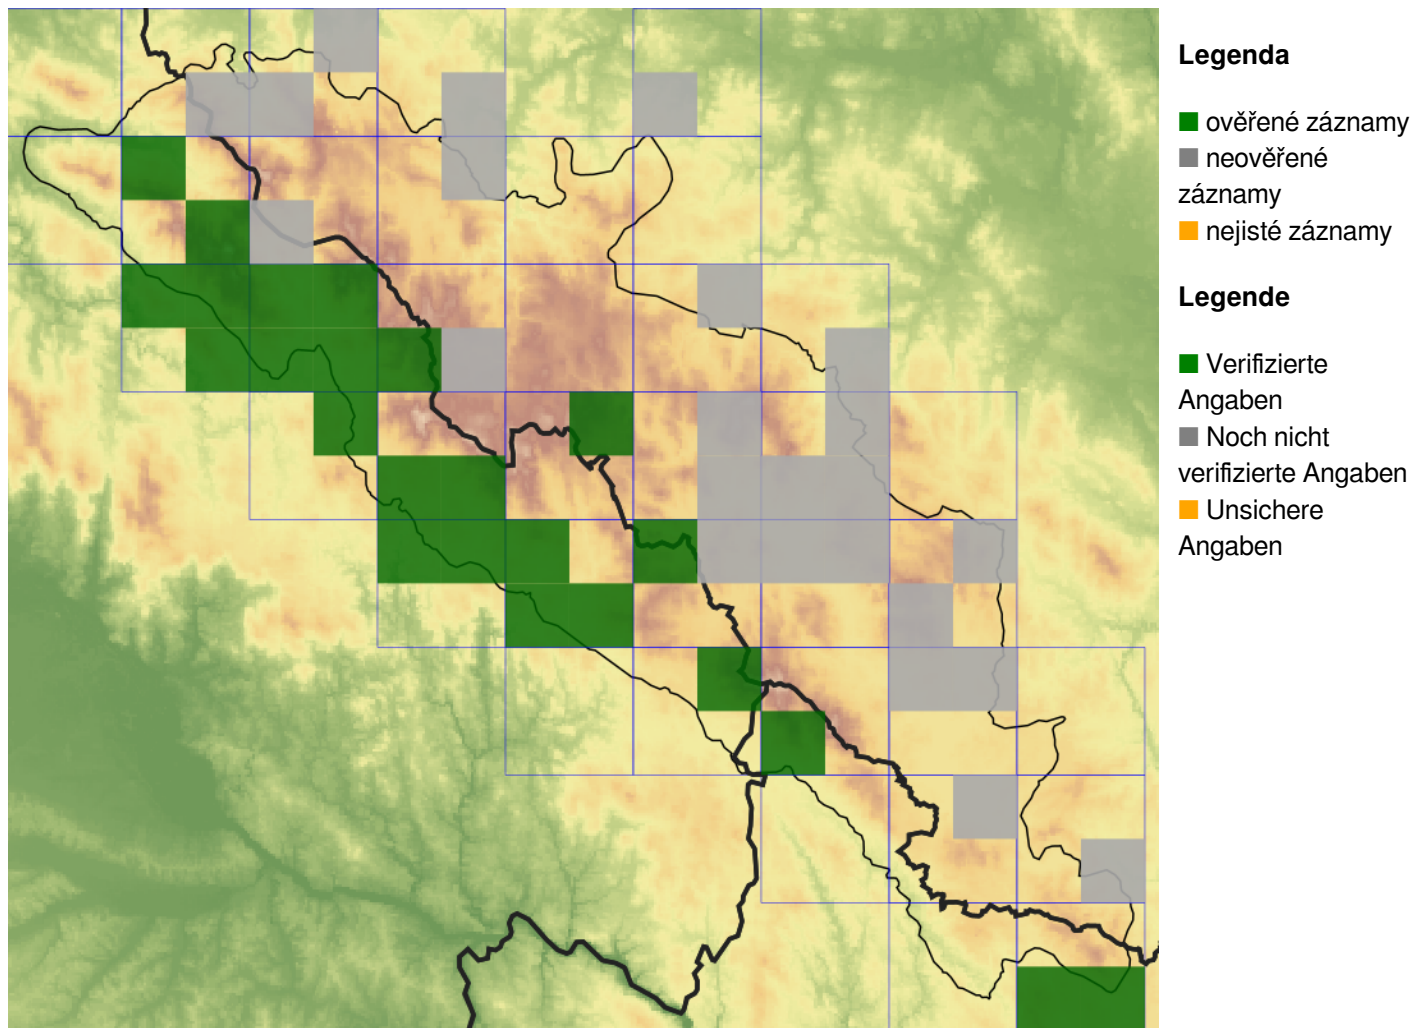 Legenda
ověřené záznamy
neověřené
záznamy
nejisté záznamy
Legende
Verifizierte
Angaben
Noch nicht
verifizierte Angaben
Unsichere
Angaben